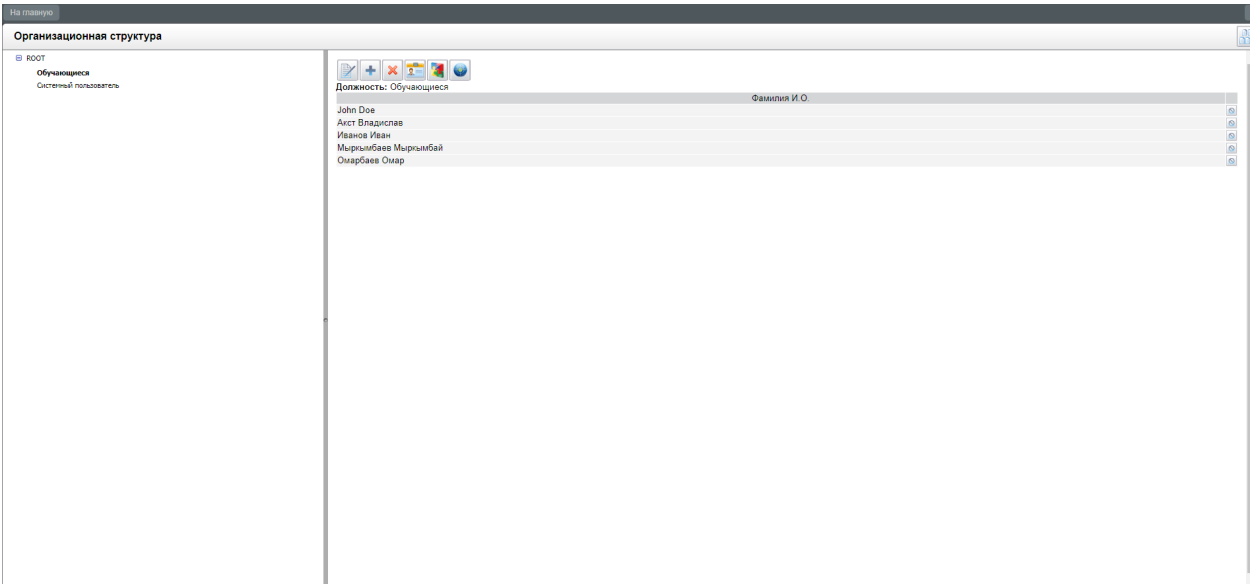 На главную
Организационная структура
ROOT
Обучающиеся
Системный пользователь
Должность: Обучающиеся
Фамилия И.О.
John Doe
Акст Владислав
Иванов Иван
Мыркымбаев Мыркымбай
Омарбаев Омар